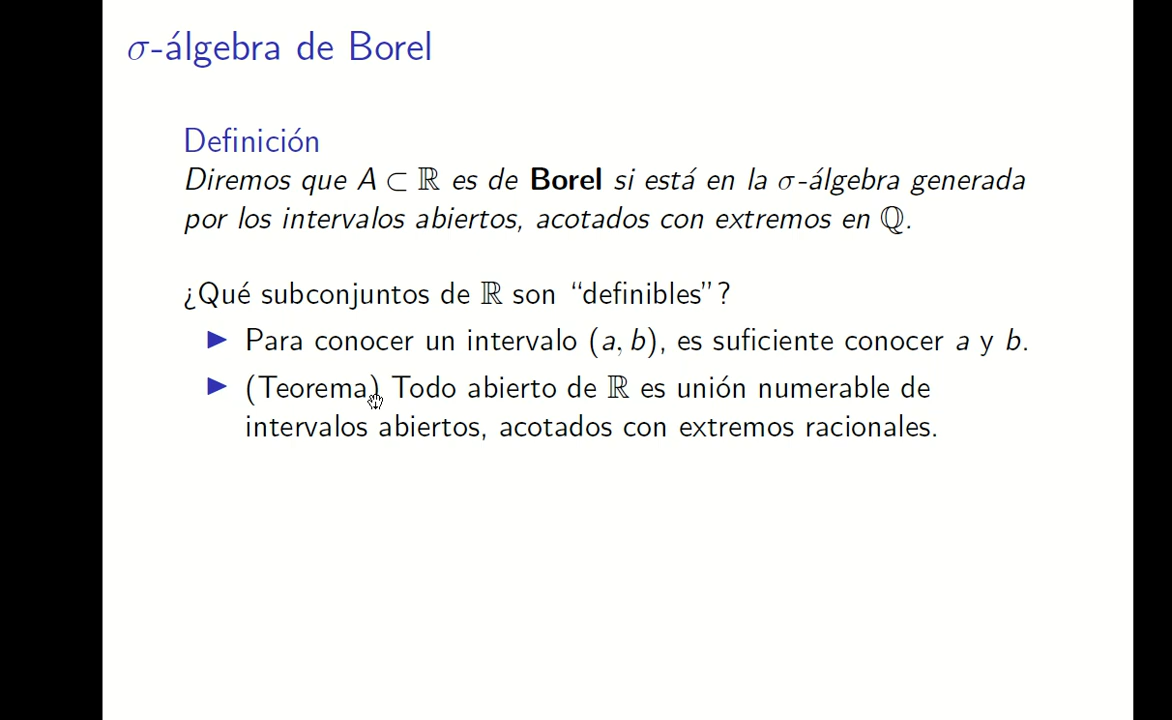 σ-álgebra de Borel
Definición
Diremos que A ⊂ ℝ es de Borel si está en la σ-álgebra generada
por los intervalos abiertos, acotados con extremos en ℚ.
¿Qué subconjuntos de ℝ son “definibles”?
▶ Para conocer un intervalo (a, b), es suficiente conocer a y b.
▶ (Teorema) Todo abierto de ℝ es unión numerable de
intervalos abiertos, acotados con extremos racionales.